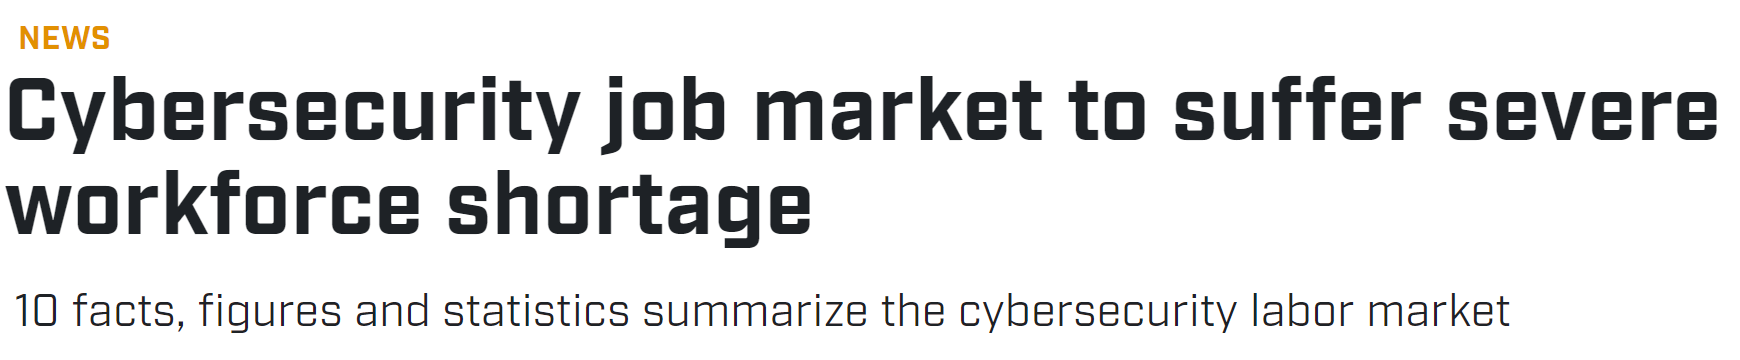 NEWS
Cybersecurity job market to suffer severe
workforce shortage
10 facts, figures and statistics summarize the cybersecurity labor market